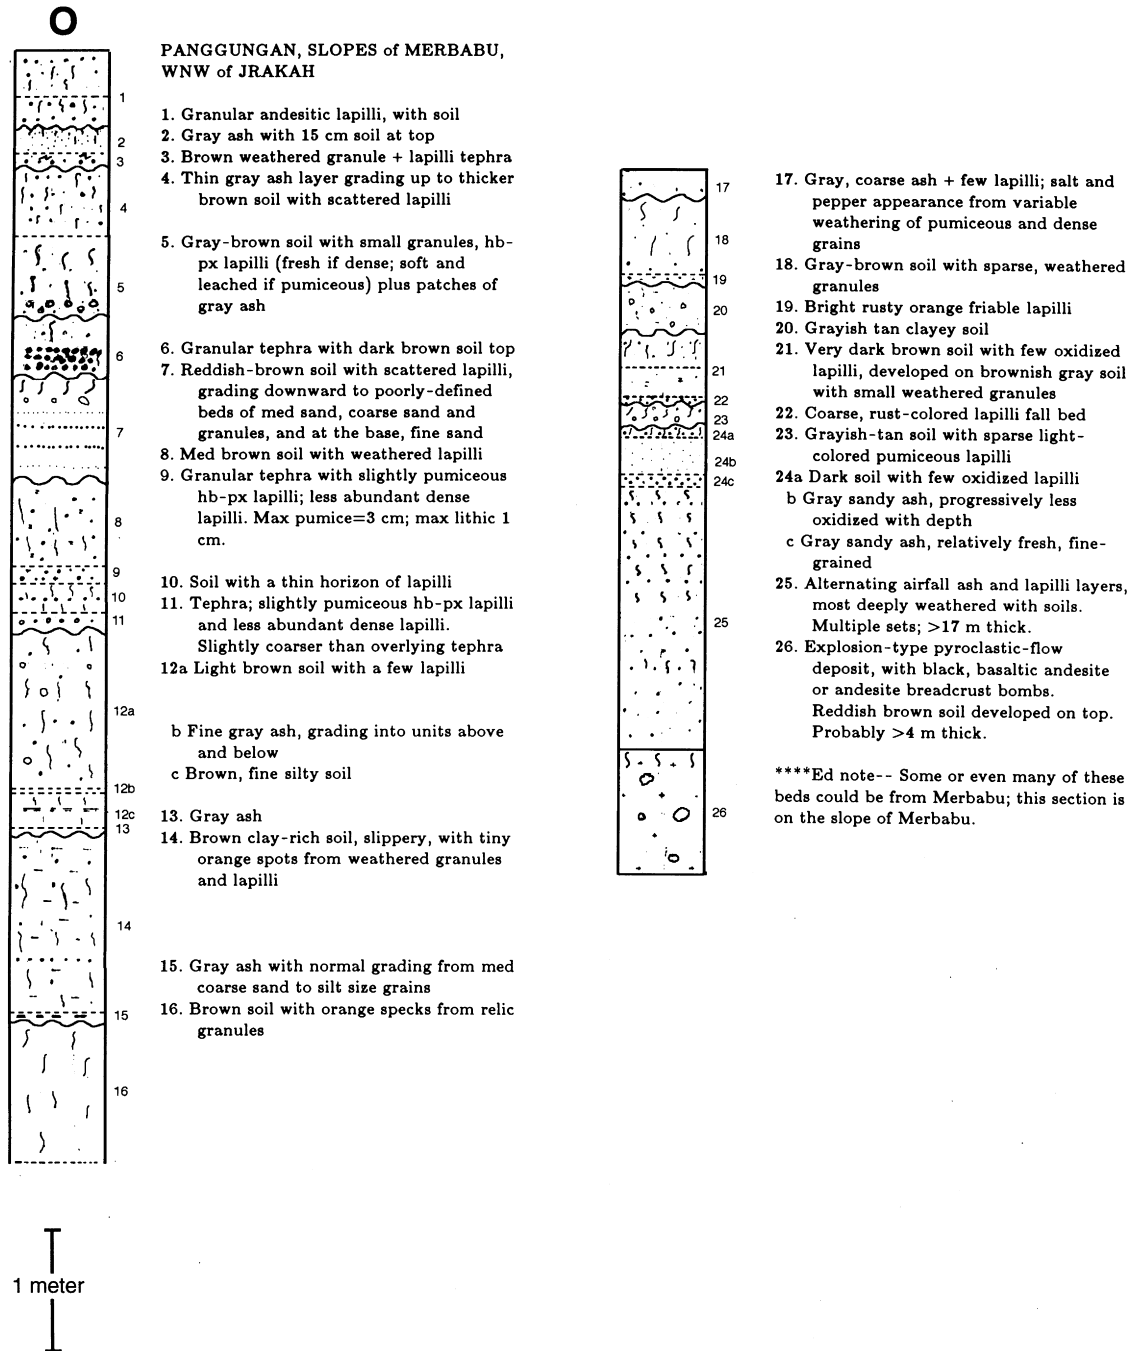 O
PANGGUNGAN, SLOPES of MERBABU,
WNW of JRAKAH
1. Granular andesitic lapilli, with soil
2. Gray ash with 15 cm soil at top
3. Brown weathered granule + lapilli tephra
4. Thin gray ash layer grading up to thicker
brown soil with scattered lapilli
5. Gray-brown soil with small granules, hb-
px lapilli (fresh if dense; soft and
leached if pumiceous) plus patches of
gray ash
6. Granular tephra with dark brown soil top
7. Reddish-brown soil with scattered lapilli,
grading downward to poorly-defined
beds of med sand, coarse sand and
granules, and at the base, fine sand
8. Med brown soil with weathered lapilli
9. Granular tephra with slightly pumiceous
hb-px lapilli; less abundant dense
lapilli. Max pumice=3 cm; max lithic 1
cm.
10. Soil with a thin horizon of lapilli
11. Tephra; slightly pumiceous hb-px lapilli
and less abundant dense lapilli.
Slightly coarser than overlying tephra
12a Light brown soil with a few lapilli
b Fine gray ash, grading into units above
and below
c Brown, fine silty soil
13. Gray ash
14. Brown clay-rich soil, slippery, with tiny
orange spots from weathered granules
and lapilli
15. Gray ash with normal grading from med
coarse sand to silt size grains
16. Brown soil with orange specks from relic
granules
1
2
3
4
5
6
7
8
9
10
11
12a
12b
12c
13
14
15
16
1 meter
17
18
19
20
21
22
23
24a
24b
24c
25
26
17. Gray, coarse ash + few lapilli; salt and
pepper appearance from variable
weathering of pumiceous and dense
grains
18. Gray-brown soil with sparse, weathered
granules
19. Bright rusty orange friable lapilli
20. Grayish tan clayey soil
21. Very dark brown soil with few oxidized
lapilli, developed on brownish gray soil
with small weathered granules
22. Coarse, rust-colored lapilli fall bed
23. Grayish-tan soil with sparse light-
colored pumiceous lapilli
24a Dark soil with few oxidized lapilli
b Gray sandy ash, progressively less
oxidized with depth
c Gray sandy ash, relatively fresh, fine-
grained
25. Alternating airfall ash and lapilli layers,
most deeply weathered with soils.
Multiple sets; >17 m thick.
26. Explosion-type pyroclastic-flow
deposit, with black, basaltic andesite
or andesite breadcrust bombs.
Reddish brown soil developed on top.
Probably >4 m thick.
****Ed note-- Some or even many of these
beds could be from Merbabu; this section is
on the slope of Merbabu.